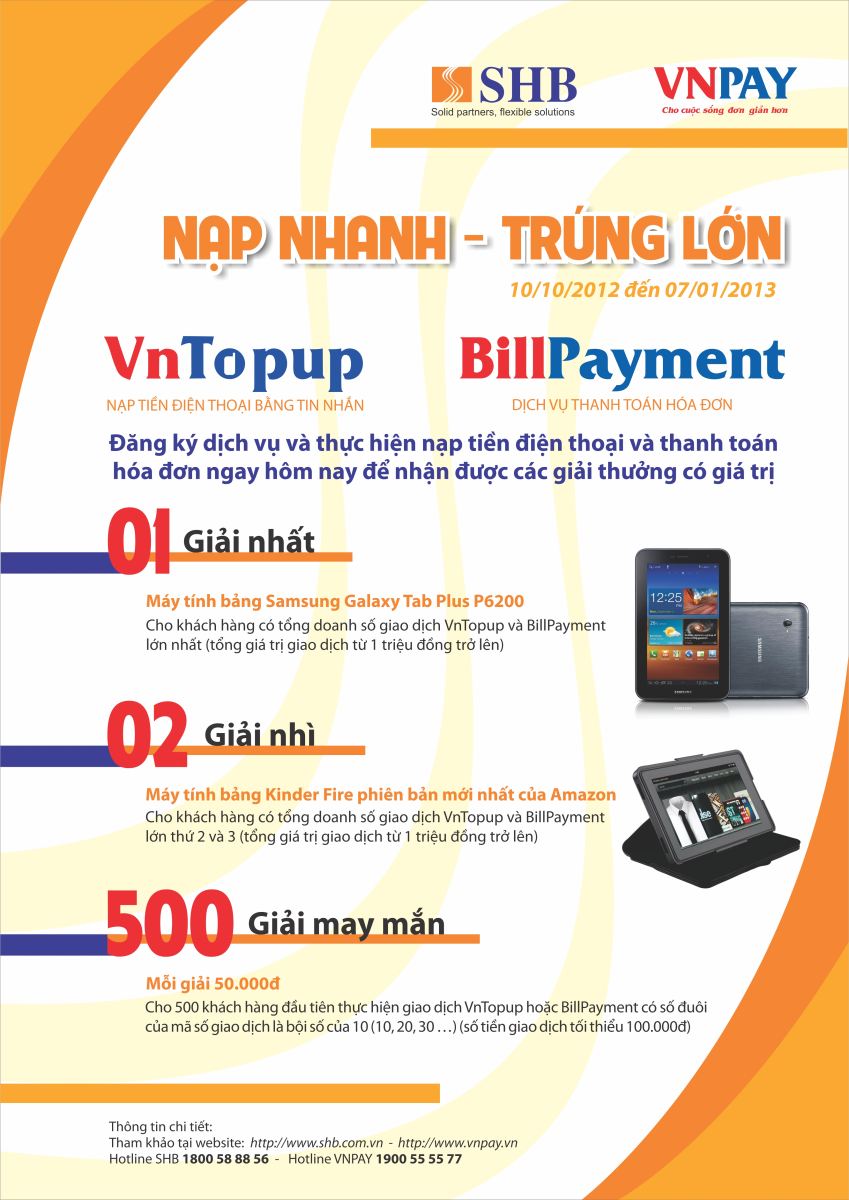 SHB
Solid partners, flexible solutions
VNPAY
Cho cuộc sống đơn giản hơn
NẠP NHANH - TRÚNG LỚN
10/10/2012 đến 07/01/2013
VnTopup
NẠP TIỀN ĐIỆN THOẠI BẰNG TIN NHẮN
BillPayment
DỊCH VỤ THANH TOÁN HÓA ĐƠN
Đăng ký dịch vụ và thực hiện nạp tiền điện thoại và thanh toán
hóa đơn ngay hôm nay để nhận được các giải thưởng có giá trị
01 Giải nhất
Máy tính bảng Samsung Galaxy Tab Plus P6200
Cho khách hàng có tổng doanh số giao dịch VnTopup và BillPayment
lớn nhất (tổng giá trị giao dịch từ 1 triệu đồng trở lên)
12:25
SAMSUNG
SAMSUNG
02 Giải nhì
Máy tính bảng Kinder Fire phiên bản mới nhất của Amazon
Cho khách hàng có tổng doanh số giao dịch VnTopup và BillPayment
lớn thứ 2 và 3 (tổng giá trị giao dịch từ 1 triệu đồng trở lên)
500 Giải may mắn
Mỗi giải 50.000đ
Cho 500 khách hàng đầu tiên thực hiện giao dịch VnTopup hoặc BillPayment có số đuôi
của mã số giao dịch là bội số của 10 (10, 20, 30 …) (số tiền giao dịch tối thiểu 100.000đ)
Thông tin chi tiết:
Tham khảo tại website: http://www.shb.com.vn - http://www.vnpay.vn
Hotline SHB 1800 58 88 56 - Hotline VNPAY 1900 55 55 77